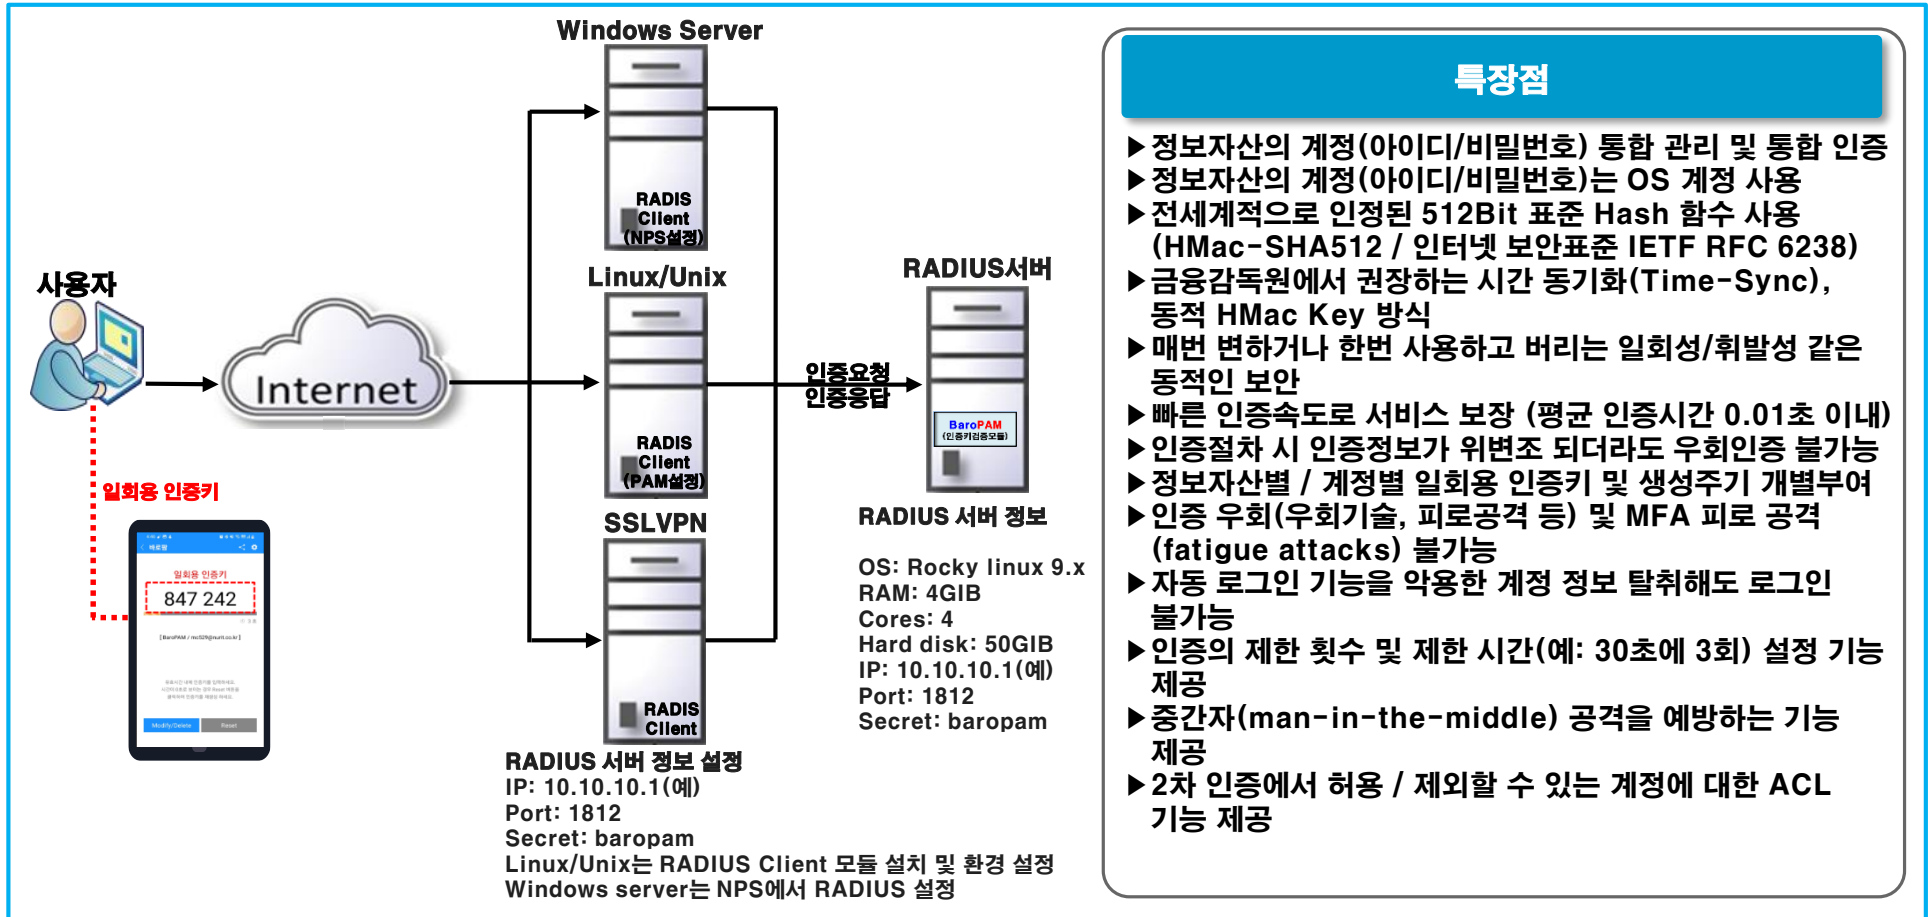 Windows Server
RADIS
Client
(NPS설정)
사용자
Internet
일회용 인증키
바로팜
일회용 인증키
847 242
Modify/Delete
Reset
Linux/Unix
RADIS
Client
(PAM설정)
SSLVPN
RADIS
Client
RADIUS 서버 정보 설정
IP: 10.10.10.1(예)
Port: 1812
Secret: baropam
Linux/Unix는 RADIUS Client 모듈 설치 및 환경 설정
Windows server는 NPS에서 RADIUS 설정
인증요청
인증응답
RADIUS서버
BaroPAM
(인증키검증모듈)
RADIUS 서버 정보
OS: Rocky linux 9.x
RAM: 4GIB
Cores: 4
Hard disk: 50GIB
IP: 10.10.10.1(예)
Port: 1812
Secret: baropam
특장점
▶정보자산의 계정(아이디/비밀번호) 통합 관리 및 통합 인증
▶정보자산의 계정(아이디/비밀번호)는 OS 계정 사용
▶전세계적으로 인정된 512Bit 표준 Hash 함수 사용
(HMac-SHA512 / 인터넷 보안표준 IETF RFC 6238)
▶금융감독원에서 권장하는 시간 동기화(Time-Sync),
동적 HMac Key 방식
▶매번 변하거나 한번 사용하고 버리는 일회성/휘발성 같은
동적인 보안
▶빠른 인증속도로 서비스 보장 (평균 인증시간 0.01초 이내)
▶인증절차 시 인증정보가 위변조 되더라도 우회인증 불가능
▶정보자산별 / 계정별 일회용 인증키 및 생성주기 개별부여
▶인증 우회(우회기술, 피로공격 등) 및 MFA 피로 공격
(fatigue attacks) 불가능
▶자동 로그인 기능을 악용한 계정 정보 탈취해도 로그인
불가능
▶인증의 제한 횟수 및 제한 시간(예: 30초에 3회) 설정 기능
제공
▶중간자(man-in-the-middle) 공격을 예방하는 기능
제공
▶2차 인증에서 허용 / 제외할 수 있는 계정에 대한 ACL
기능 제공